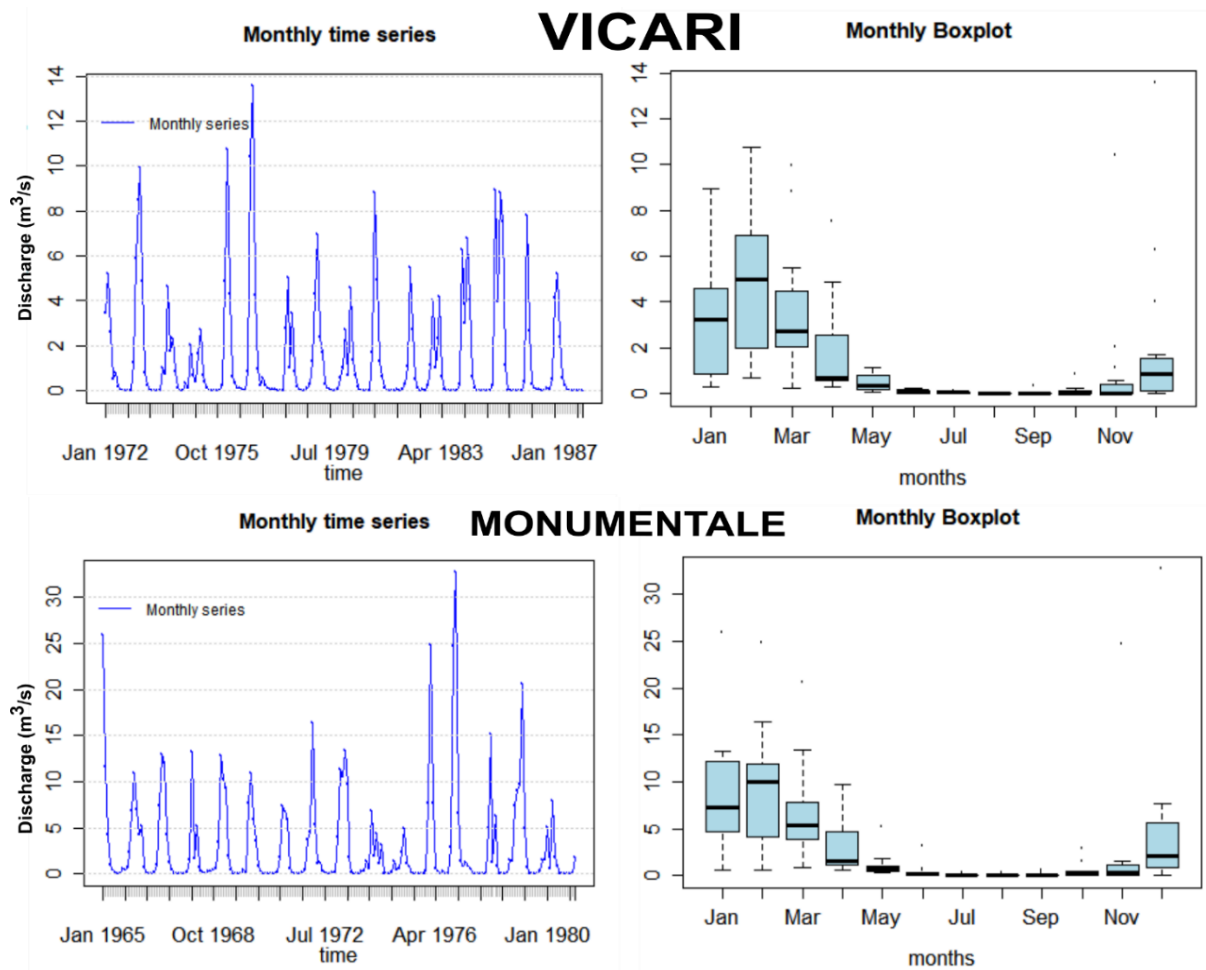 VICARI
Monthly time series
Monthly Boxplot
Discharge (m³/s)
14
12
10
8
6
4
2
0
Monthly series
Jan 1972 Oct 1975 Jul 1979 Apr 1983 Jan 1987
time
14
12
10
8
6
4
2
0
Jan Mar May Jul Sep Nov
months
MONUMENTALE
Monthly time series
Monthly Boxplot
Discharge (m³/s)
30
25
20
15
10
5
0
Monthly series
Jan 1965 Oct 1968 Jul 1972 Apr 1976 Jan 1980
time
30
25
20
15
10
5
0
Jan Mar May Jul Sep Nov
months